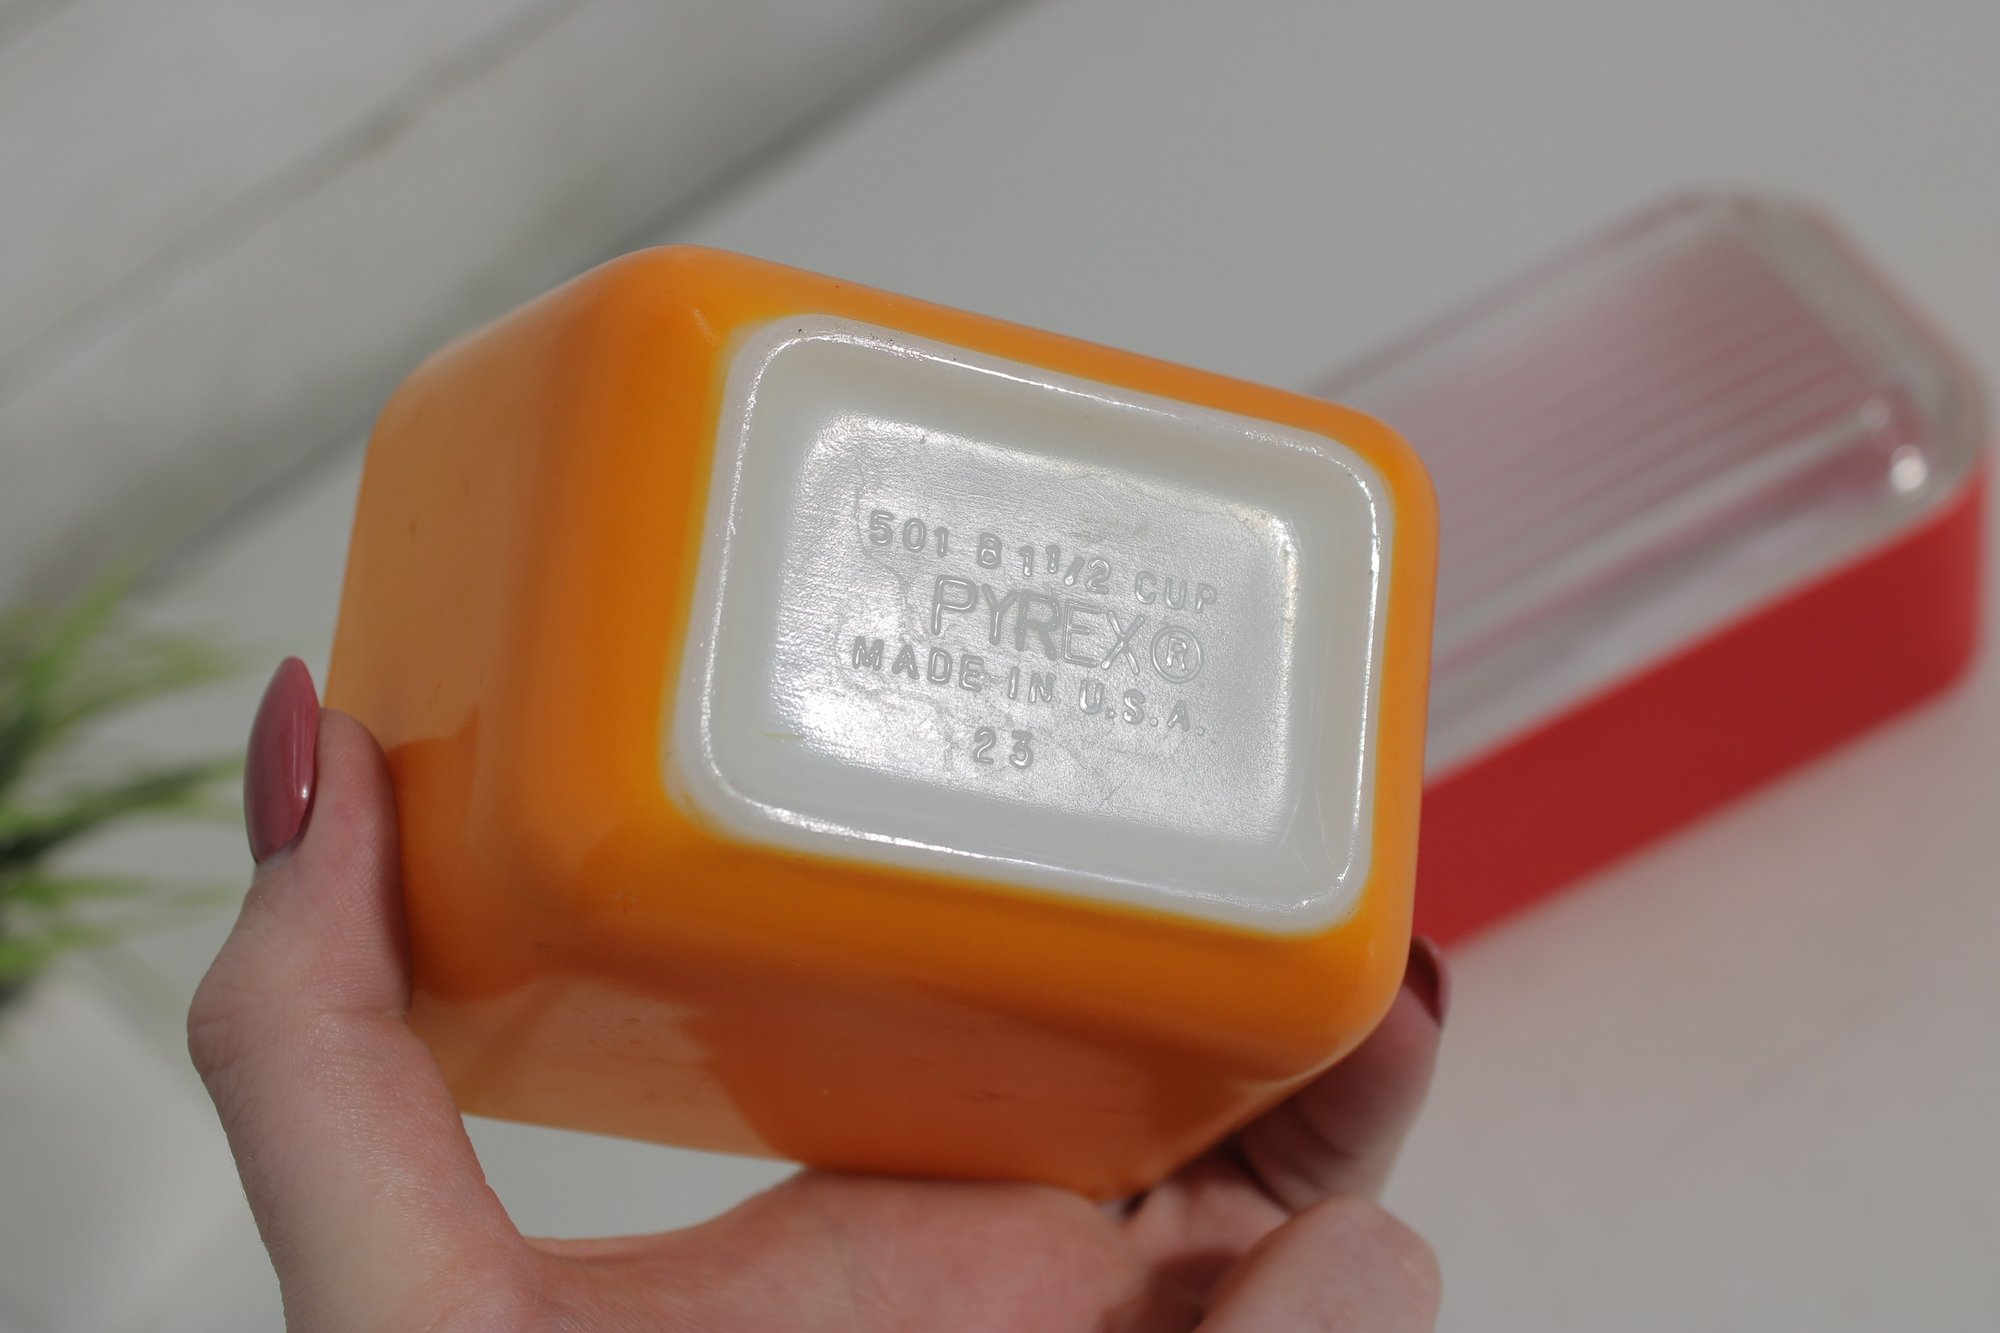 501 B 1 1/2 CUP
PYREX®
MADE IN U.S.A.
23